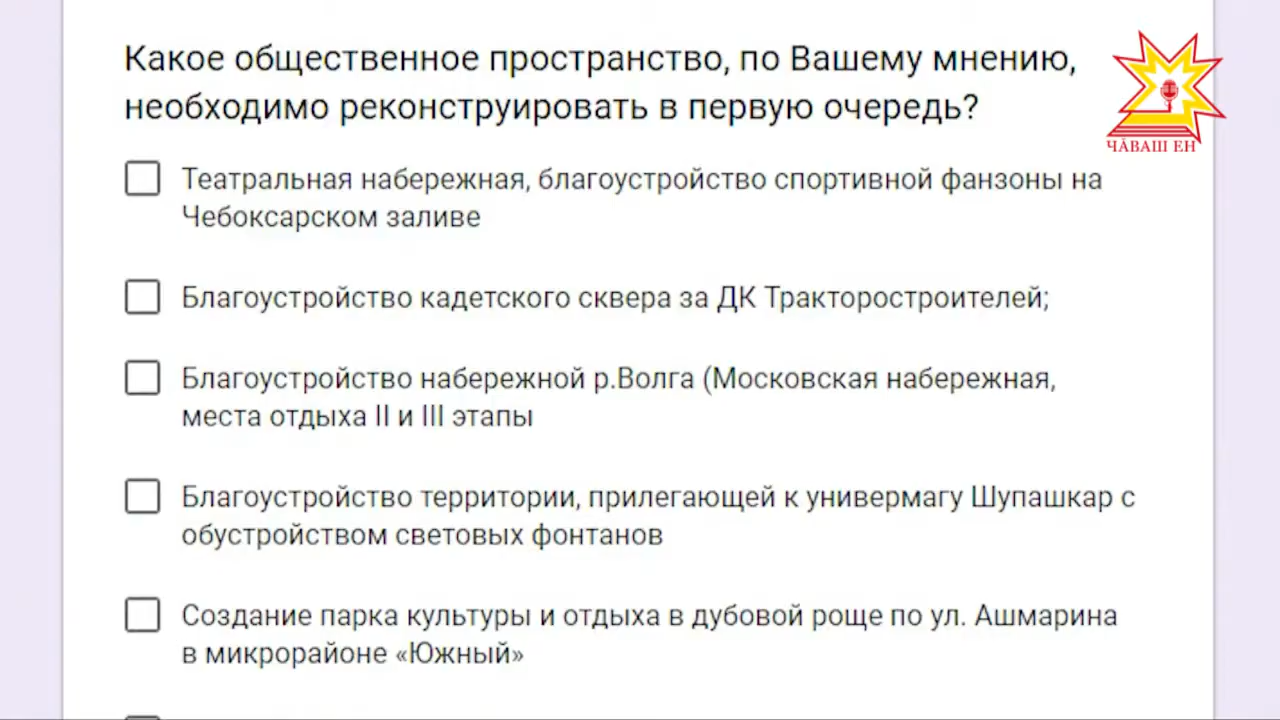 Какое общественное пространство, по Вашему мнению,
необходимо реконструировать в первую очередь?
ЧӐВАШ ЕН
Театральная набережная, благоустройство спортивной фанзоны на
Чебоксарском заливе
Благоустройство кадетского сквера за ДК Тракторостроителей;
Благоустройство набережной р.Волга (Московская набережная,
места отдыха II и III этапы
Благоустройство территории, прилегающей к универмагу Шупашкар с
обустройством световых фонтанов
Создание парка культуры и отдыха в дубовой роще по ул. Ашмарина
в микрорайоне «Южный»